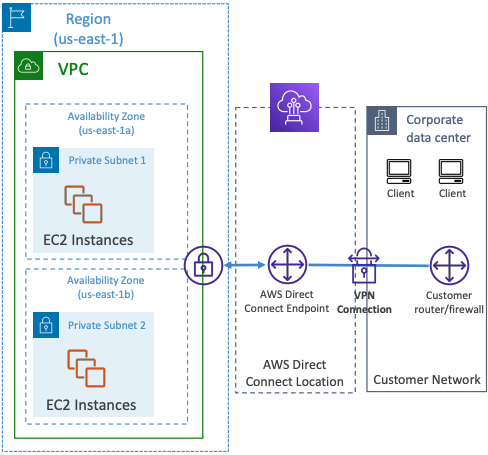 Region
(us-east-1)
VPC
Availability Zone
(us-east-1a)
Private Subnet 1
EC2 Instances
Availability Zone
(us-east-1b)
Private Subnet 2
EC2 Instances
AWS Direct
Connect Endpoint
AWS Direct
Connect Location
VPN
Connection
Corporate
data center
Client
Client
Customer
router/firewall
Customer Network